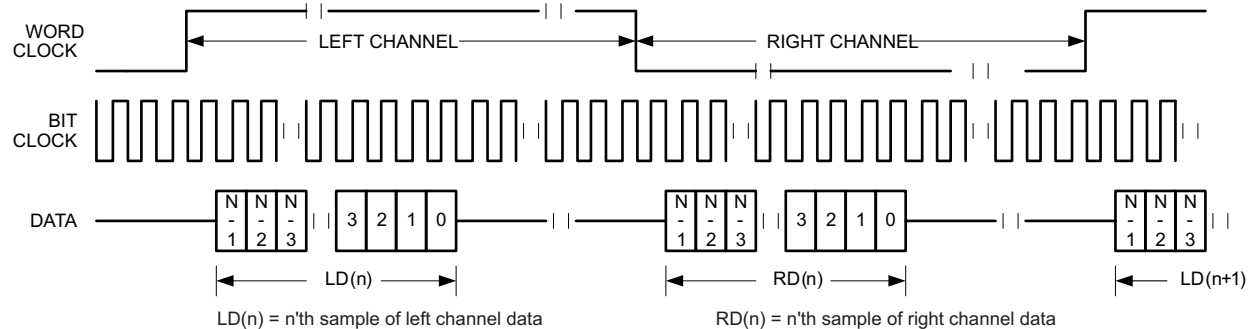 WORD
CLOCK
LEFT CHANNEL
RIGHT CHANNEL
BIT
CLOCK
DATA
N
-
1
N
-
2
N
-
3
3 2 1 0
N
-
1
N
-
2
N
-
3
3 2 1 0
N
-
1
N
-
2
N
-
3
LD(n)
RD(n)
LD(n+1)
LD(n) = n'th sample of left channel data
RD(n) = n'th sample of right channel data